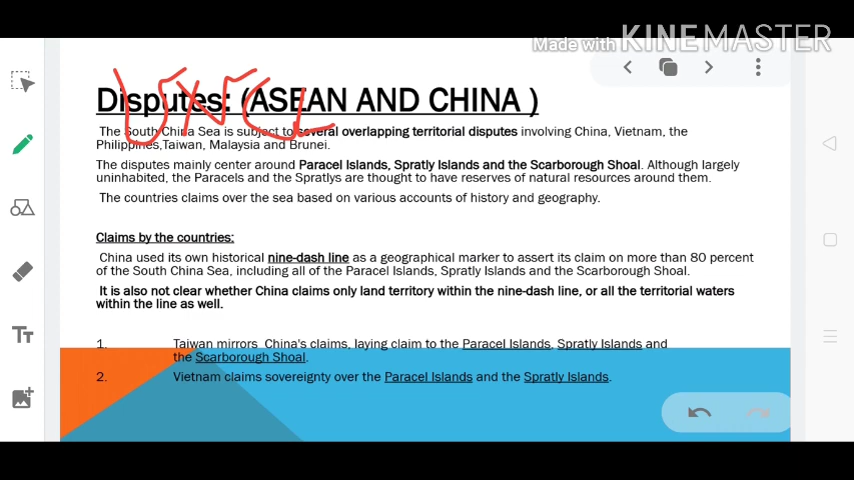 Made with KINEMASTER
Disputes: (ASEAN AND CHINA )
The South China Sea is subject to several overlapping territorial disputes involving China, Vietnam, the
Philippines,Taiwan, Malaysia and Brunei.
The disputes mainly center around Paracel Islands, Spratly Islands and the Scarborough Shoal. Although largely
uninhabited, the Paracels and the Spratlys are thought to have reserves of natural resources around them.
The countries claims over the sea based on various accounts of history and geography.
Claims by the countries:
China used its own historical nine-dash line as a geographical marker to assert its claim on more than 80 percent
of the South China Sea, including all of the Paracel Islands, Spratly Islands and the Scarborough Shoal.
It is also not clear whether China claims only land territory within the nine-dash line, or all the territorial waters
within the line as well.
1. Taiwan mirrors China's claims, laying claim to the Paracel Islands, Spratly Islands and
the Scarborough Shoal.
2. Vietnam claims sovereignty over the Paracel Islands and the Spratly Islands.
Tт